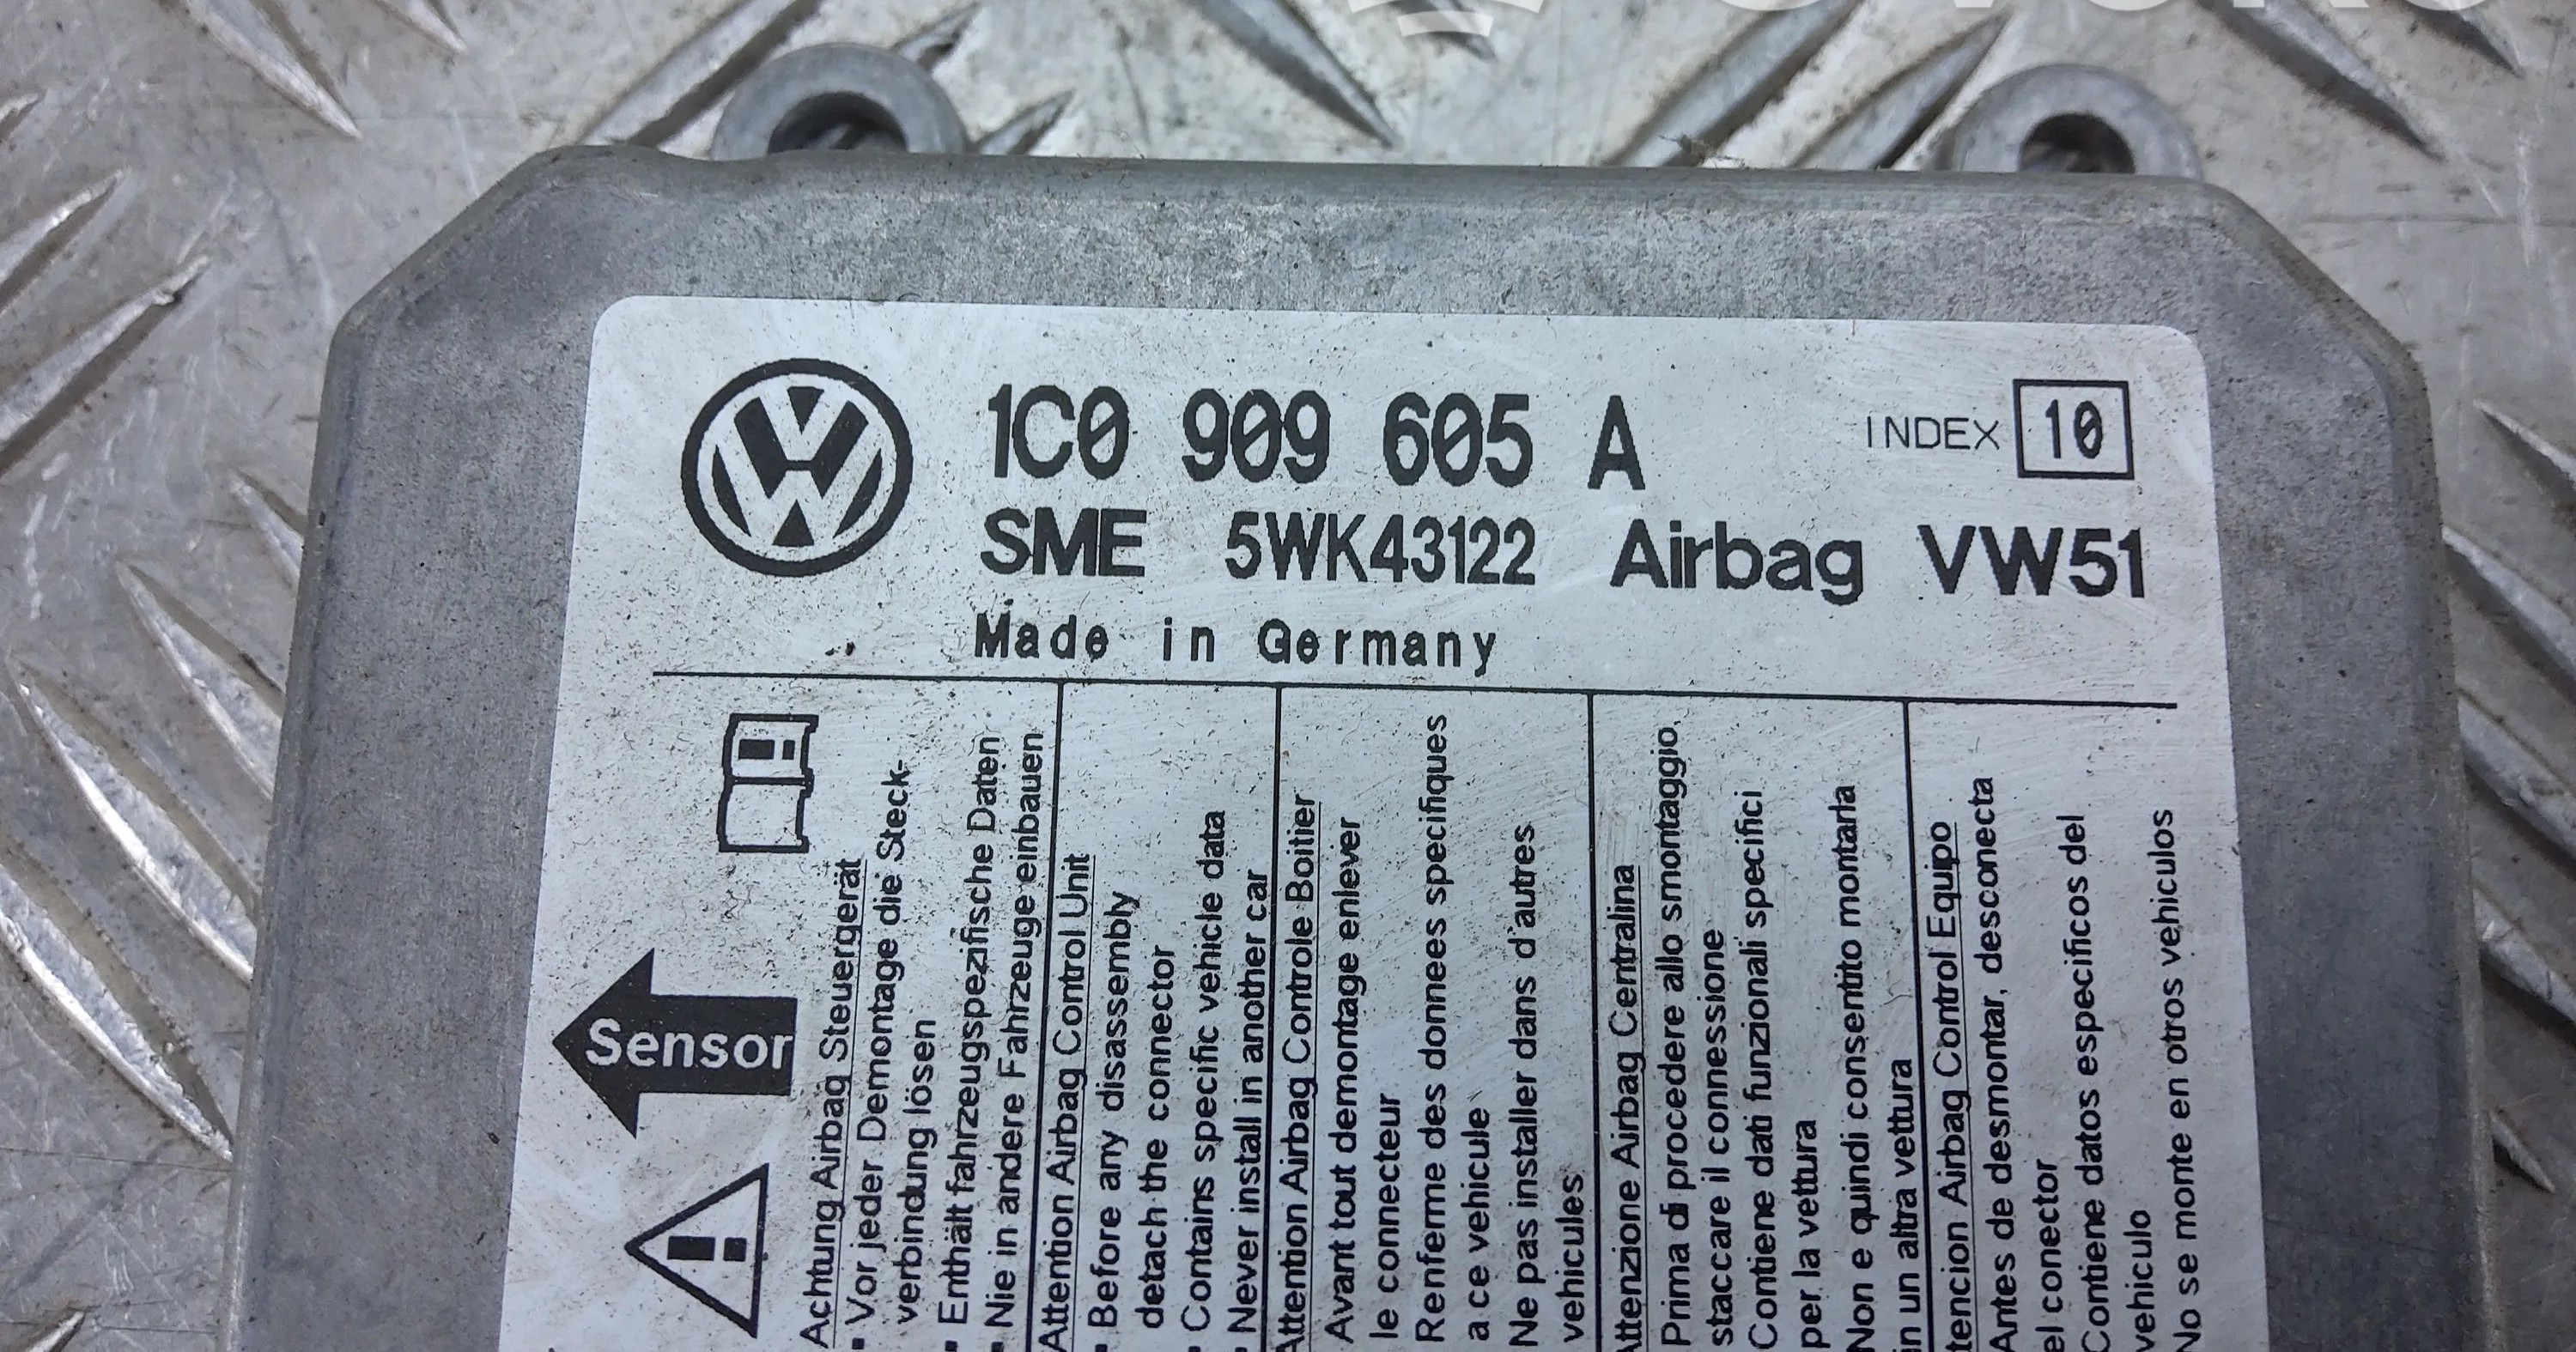 1C0 909 605 A
INDEX 10
SME 5WK43122 Airbag VW51
Made in Germany
Sensor
Achtung Airbag Steuergerät
▪ Vor jeder Demontage die Steck-
verbindung lösen
▪ Enthält fahrzeugspezifische Daten
▪ Nie in andere Fahrzeuge einbauen
Attention Airbag Control Unit
▪ Before any disassembly
detach the connector
▪ Contains specific vehicle data
▪ Never install in another car
Attention Airbag Controle Boitier
Avant tout demontage enlever
le connecteur
Renferme des donnees specifiques
a ce vehicule
Ne pas installer dans d'autres
vehicules
Attenzione Airbag Centralina
Prima di procedere allo smontaggio,
staccare il connessione
Contiene dati funzionali specifici
per la vettura
Non e quindi consentito montarla
in un altra vettura
tencion Airbag Control Equipo
Antes de desmontar, desconecta
el conector
Contiene datos especificos del
vehiculo
No se monte en otros vehiculos